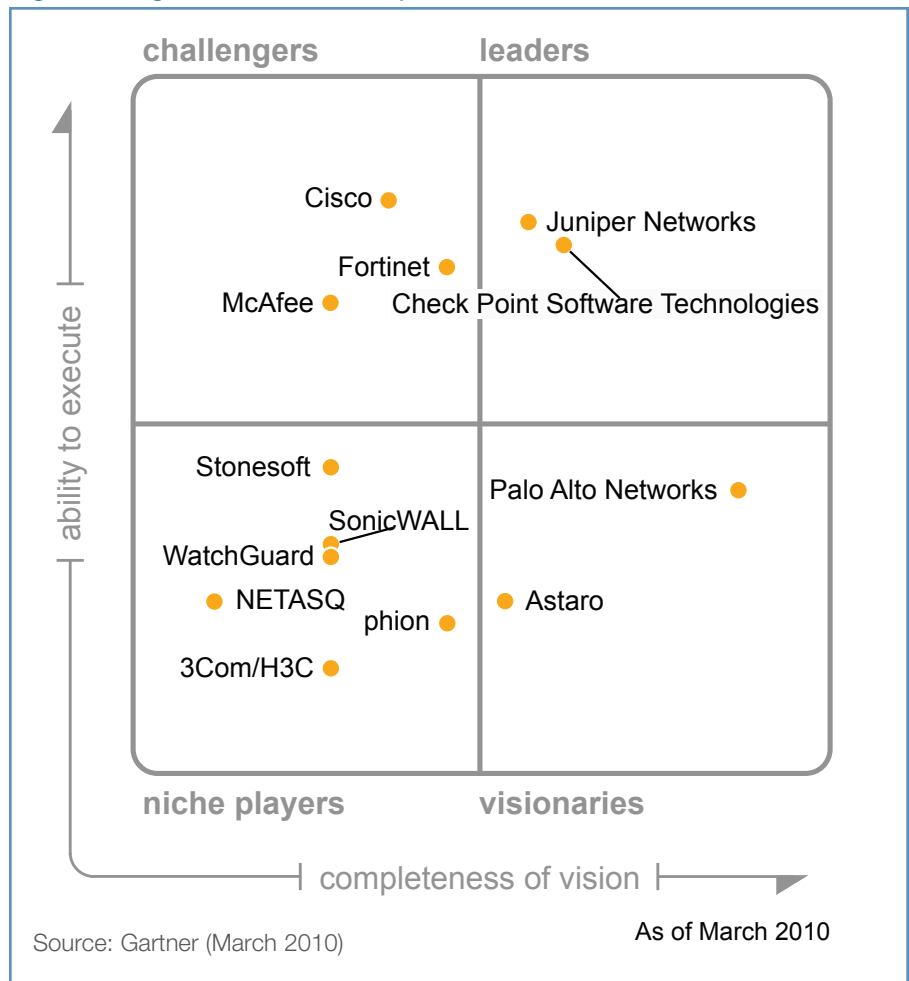 challengers
leaders
Cisco
Juniper Networks
Fortinet
McAfee
Check Point Software Technologies
ability to execute
Stonesoft
Palo Alto Networks
SonicWALL
WatchGuard
NETASQ
Astaro
phion
3Com/H3C
niche players
visionaries
completeness of vision
As of March 2010
Source: Gartner (March 2010)